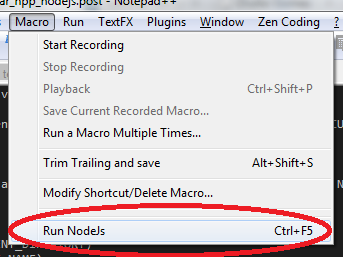 ar_npp_nodejs.post - Notepad++
Macro Run TextFX Plugins Window Zen Coding ?
Start Recording
Stop Recording
Playback Ctrl+Shift+P
Save Current Recorded Macro...
Run a Macro Multiple Times...
Trim Trailing and save Alt+Shift+S
Modify Shortcut/Delete Macro...
Run NodeJs Ctrl+F5